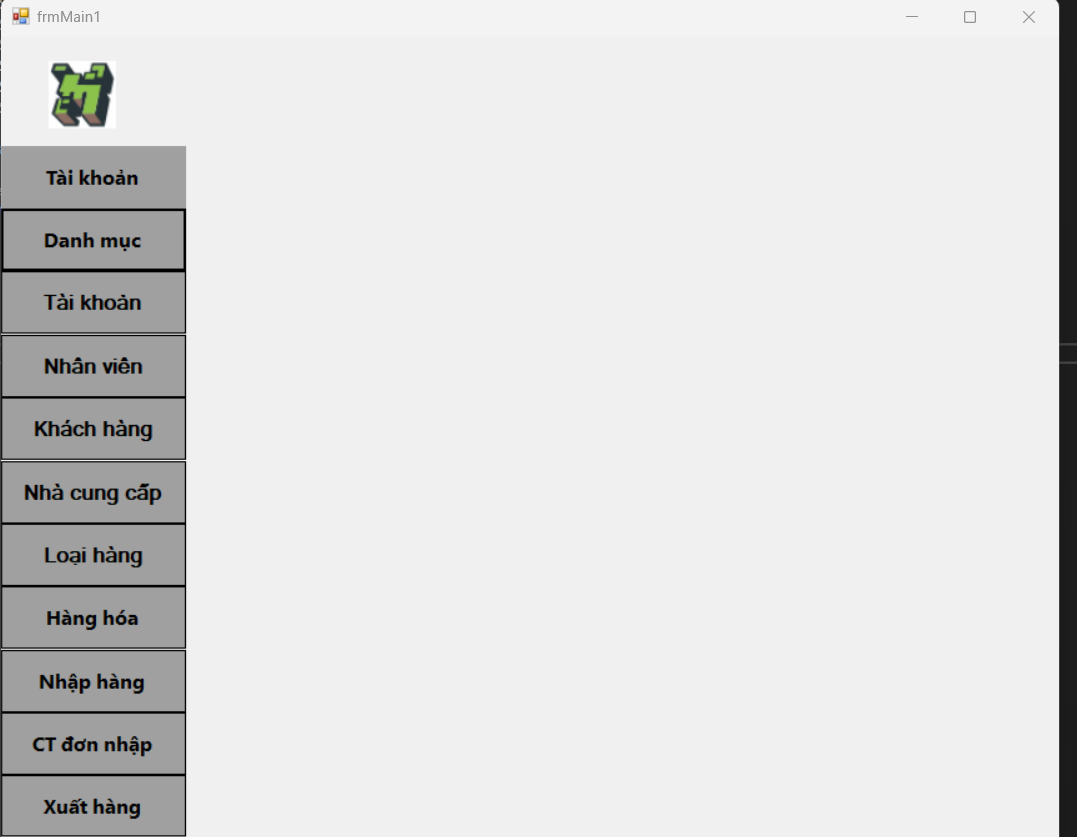 frmMain1
Tài khoản
Danh mục
Tài khoản
Nhân viên
Khách hàng
Nhà cung cấp
Loại hàng
Hàng hóa
Nhập hàng
CT đơn nhập
Xuất hàng